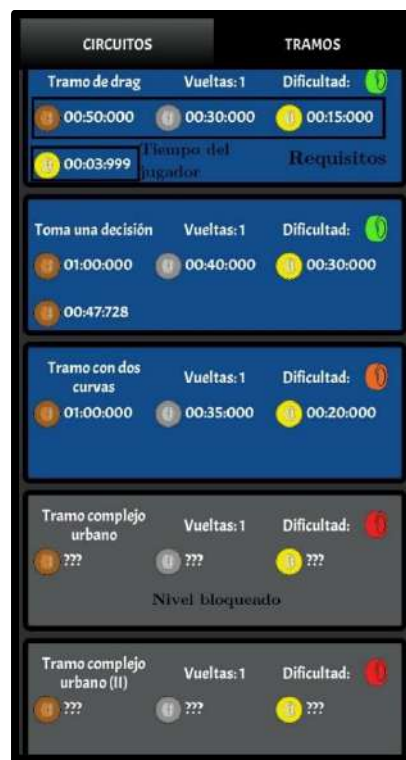 CIRCUITOS TRAMOS
Tramo de drag Vueltas: 1 Dificultad:
00:50:000 00:30:000 00:15:000
00:03:999 Tiempo del jugador Requisitos
Toma una decisión Vueltas: 1 Dificultad:
01:00:000 00:40:000 00:30:000
00:47:728
Tramo con dos
curvas Vueltas: 1 Dificultad:
01:00:000 00:35:000 00:20:000
Tramo complejo
urbano Vueltas: 1 Dificultad:
??? ??? ???
Nivel bloqueado
Tramo complejo
urbano (II) Vueltas: 1 Dificultad:
??? ??? ???